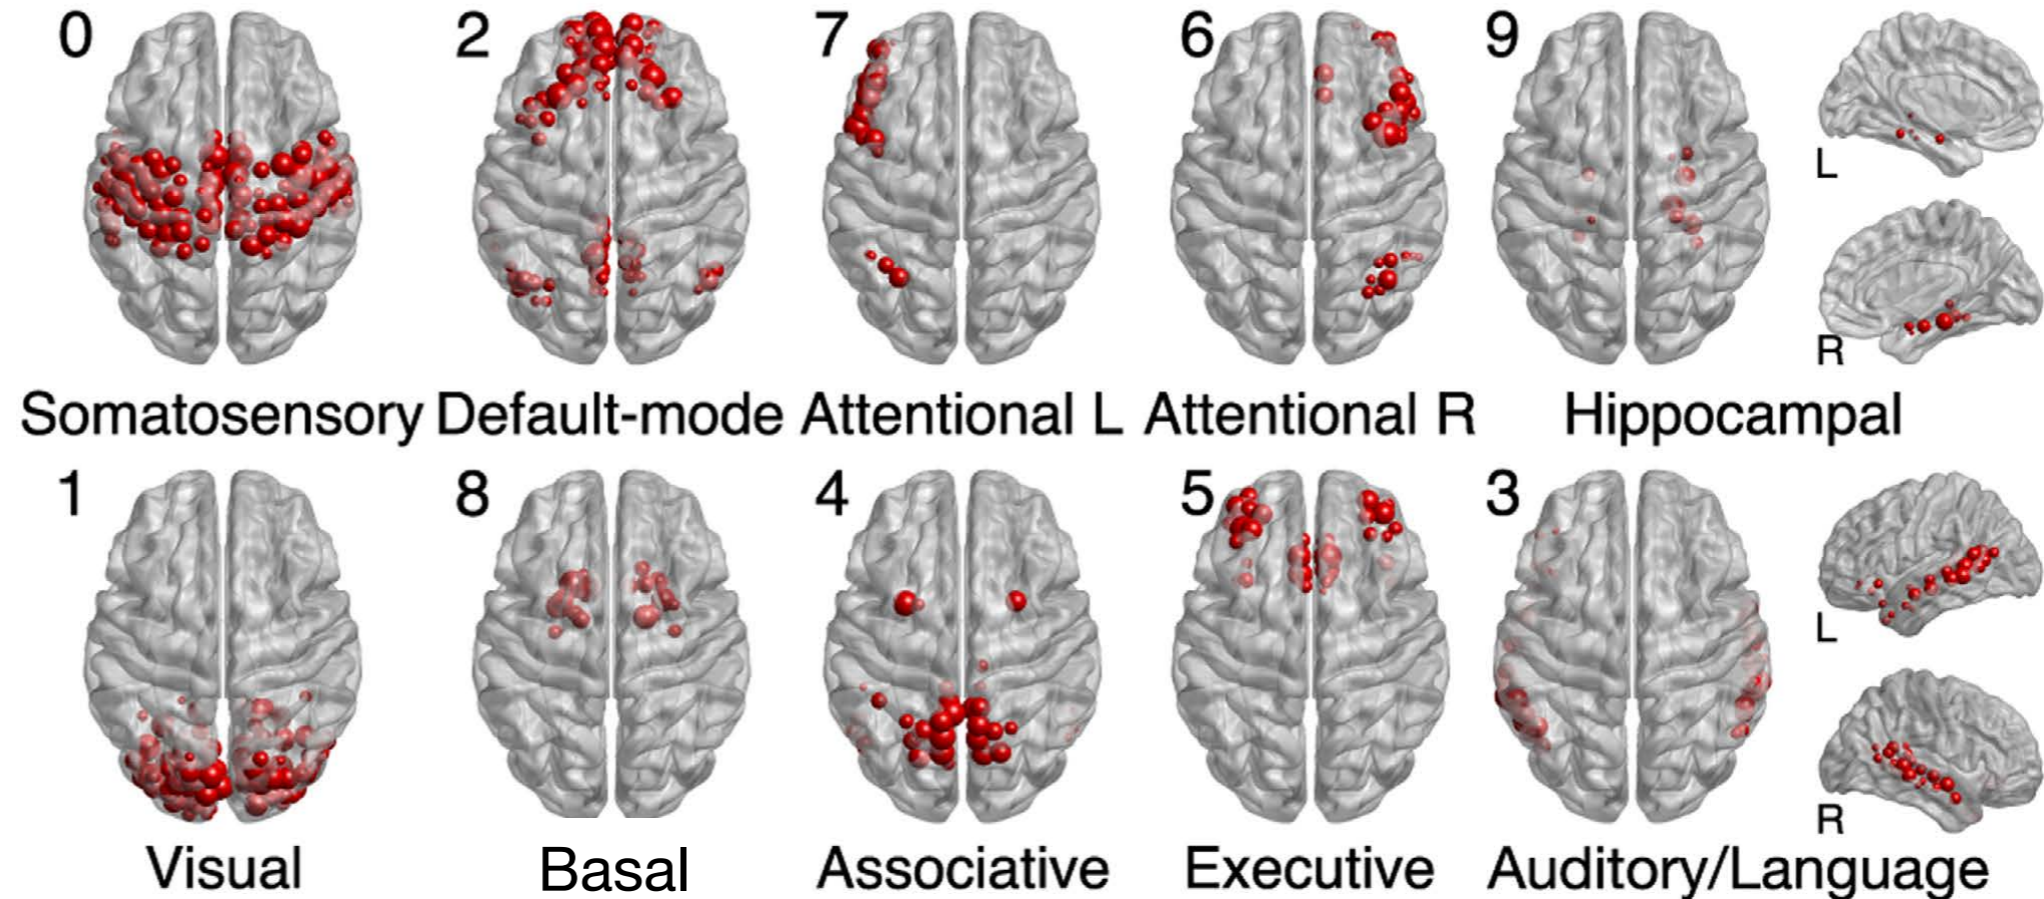 0 2 7 6 9
L
R
Somatosensory Default-mode Attentional L Attentional R Hippocampal
1 8 4 5 3
L
R
Visual Basal Associative Executive Auditory/Language